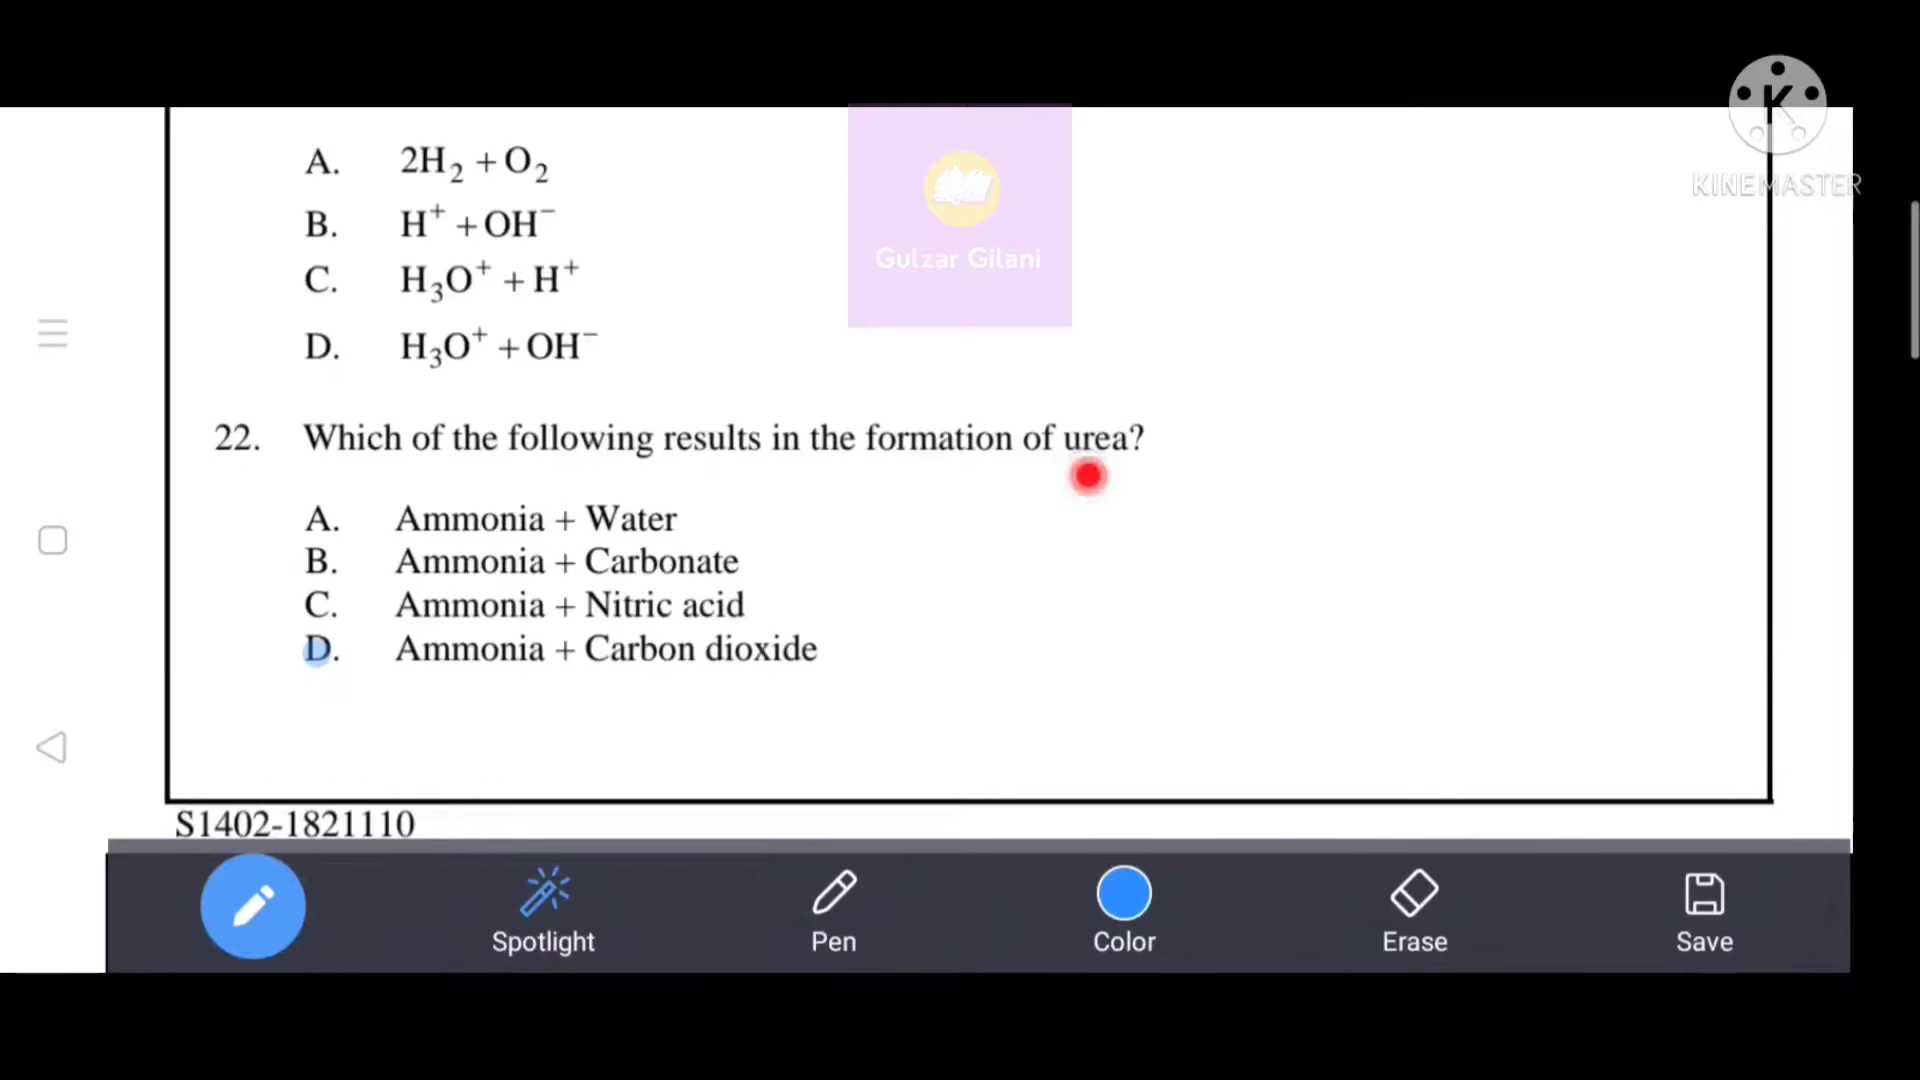 KINEMASTER
Gulzar Gilani
A. 2H₂ + O₂
B. H⁺ + OH⁻
C. H₃O⁺ + H⁺
D. H₃O⁺ + OH⁻
22. Which of the following results in the formation of urea?
A. Ammonia + Water
B. Ammonia + Carbonate
C. Ammonia + Nitric acid
D. Ammonia + Carbon dioxide
S1402-1821110
Spotlight
Pen
Color
Erase
Save